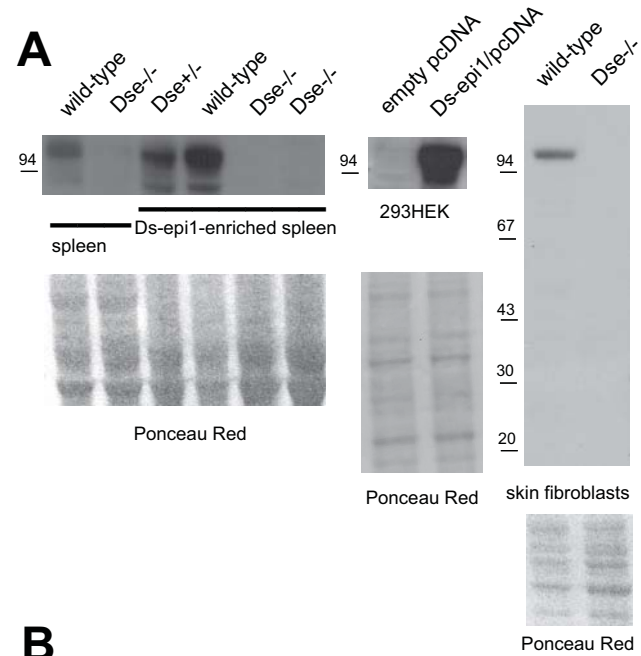 A
wild-type
Dse-/-
Dse+/-
wild-type
Dse-/-
Dse-/-
94
spleen
Ds-epi1-enriched spleen
Ponceau Red
empty pcDNA
Ds-epi1/pcDNA
94
293HEK
Ponceau Red
wild-type
Dse-/-
94
67
43
30
20
skin fibroblasts
Ponceau Red
B